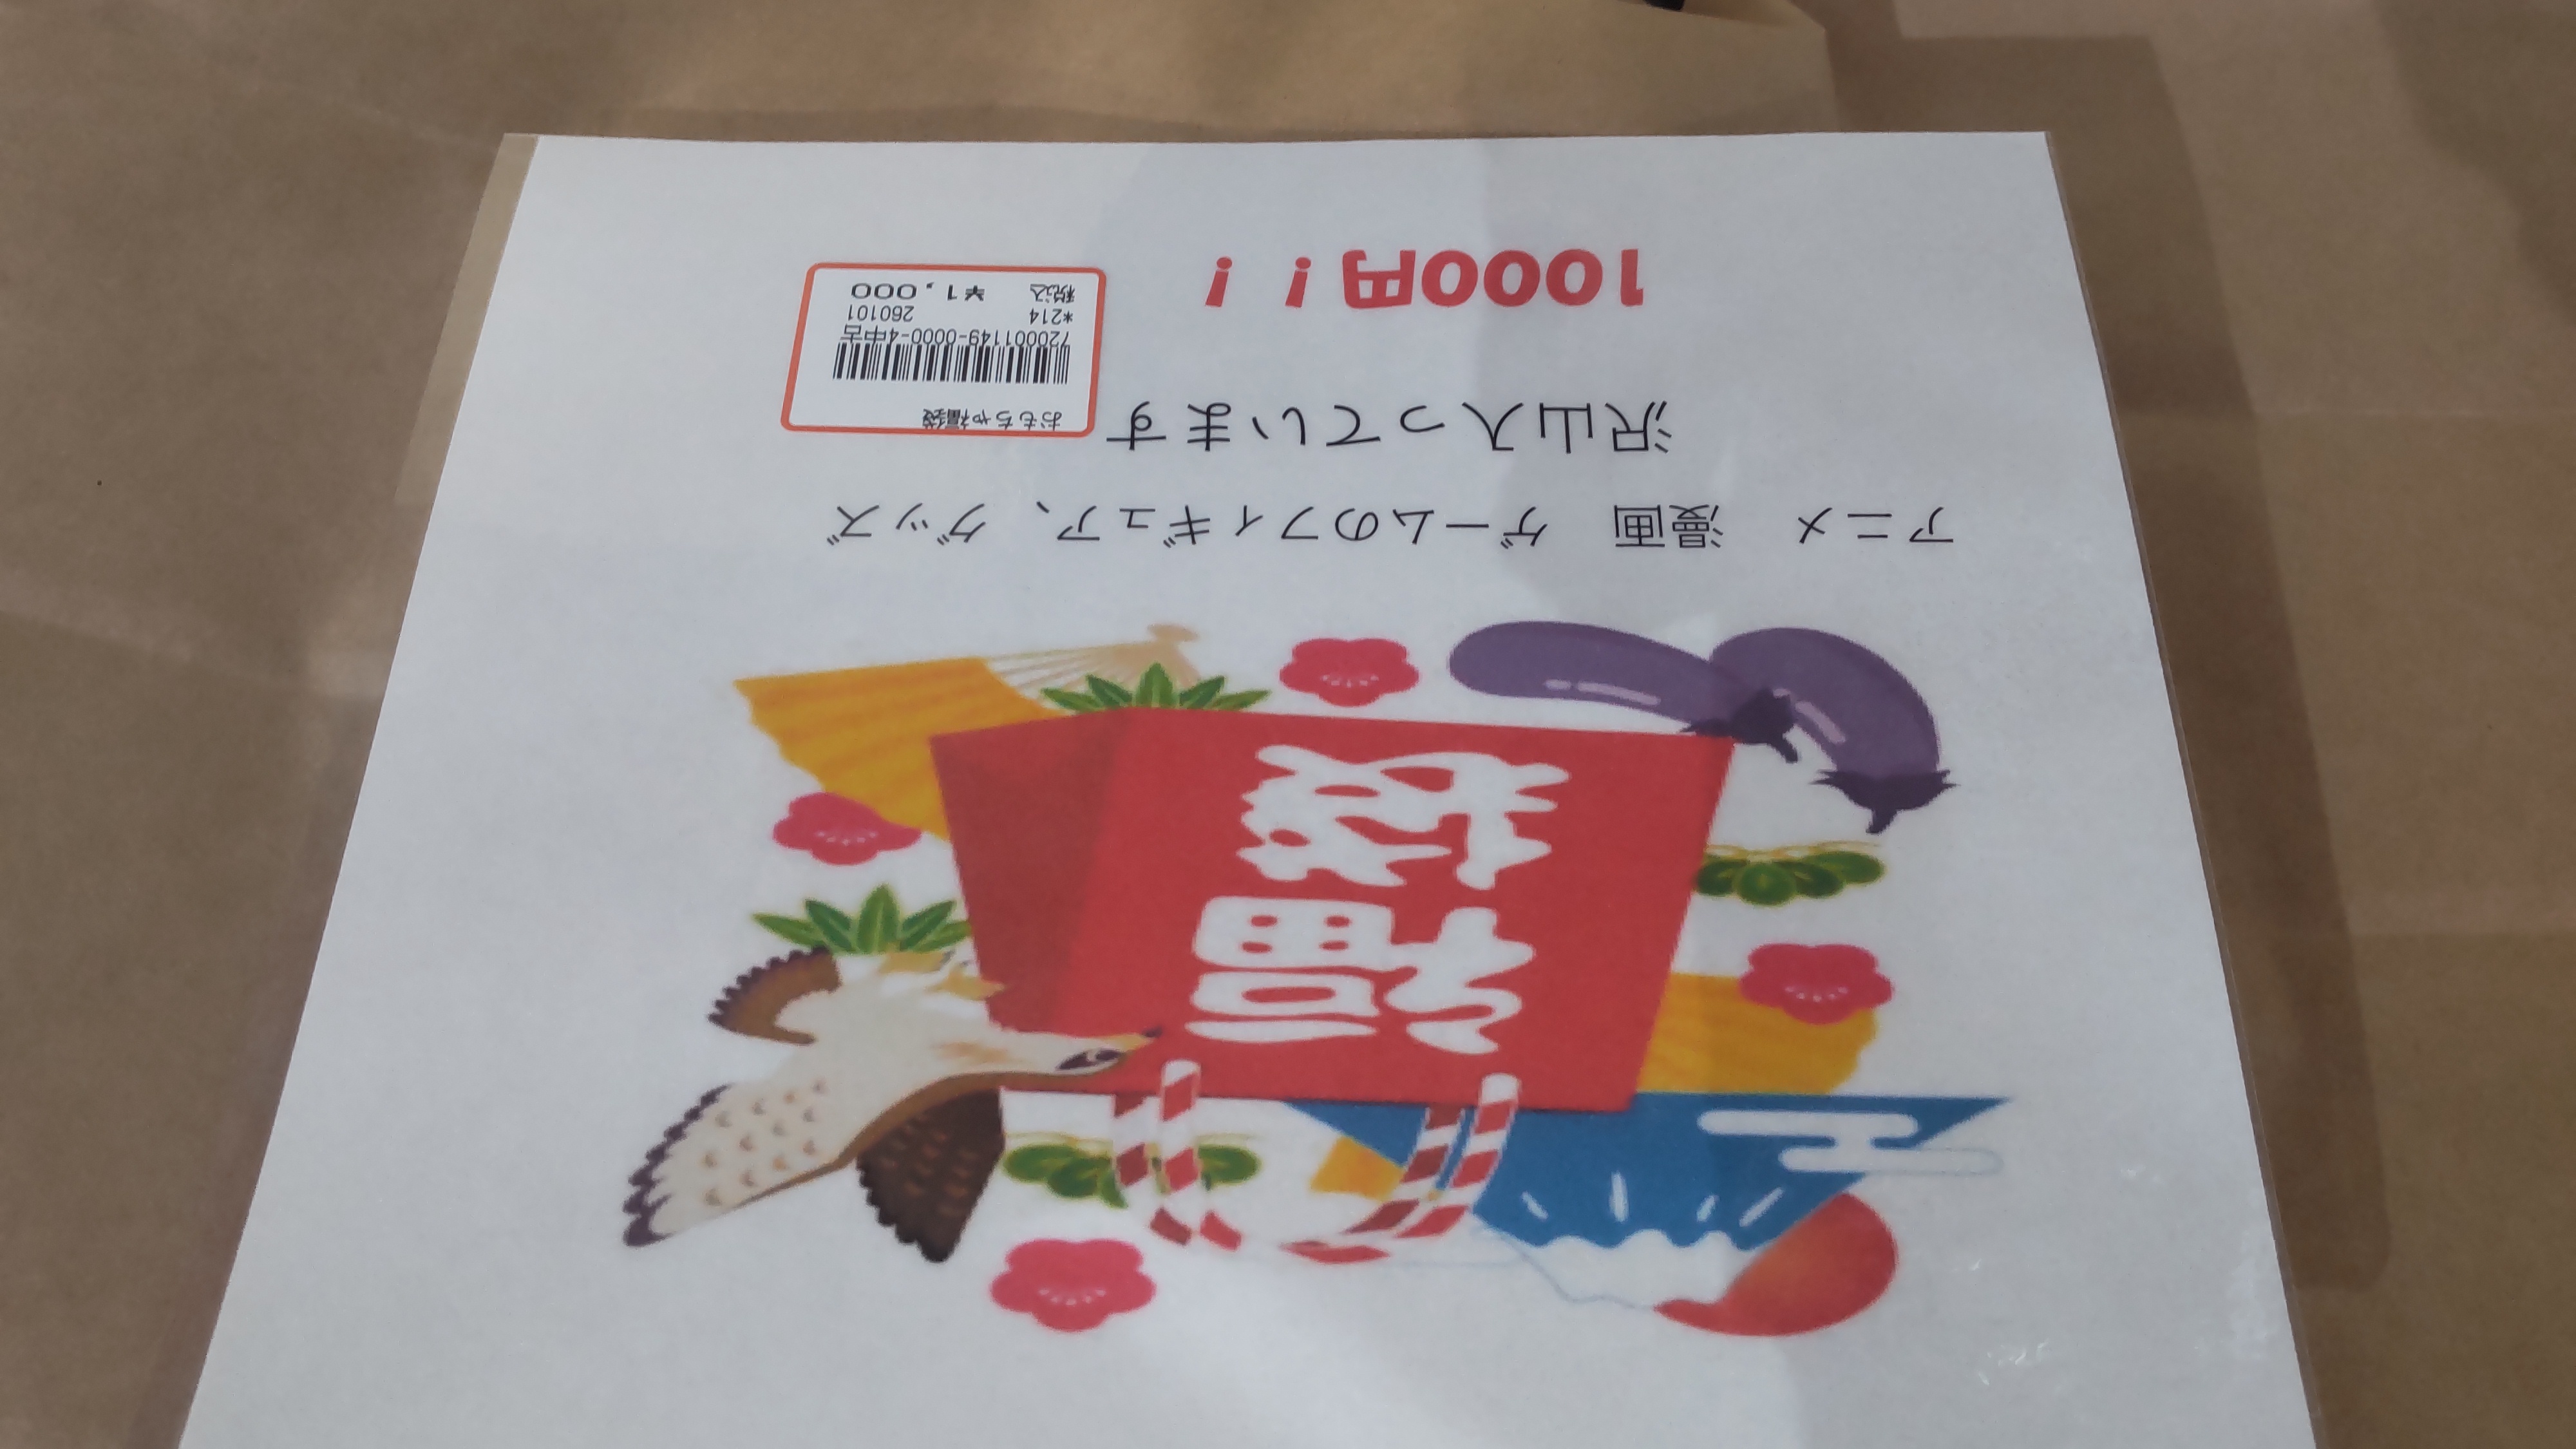 福
袋
アニメ　漫画　ゲームのフィギュア、グッズ
沢山入っています
1000円！！
おもちゃ福袋
720001149-0000-4中古
*214 260101
税込 ¥1,000